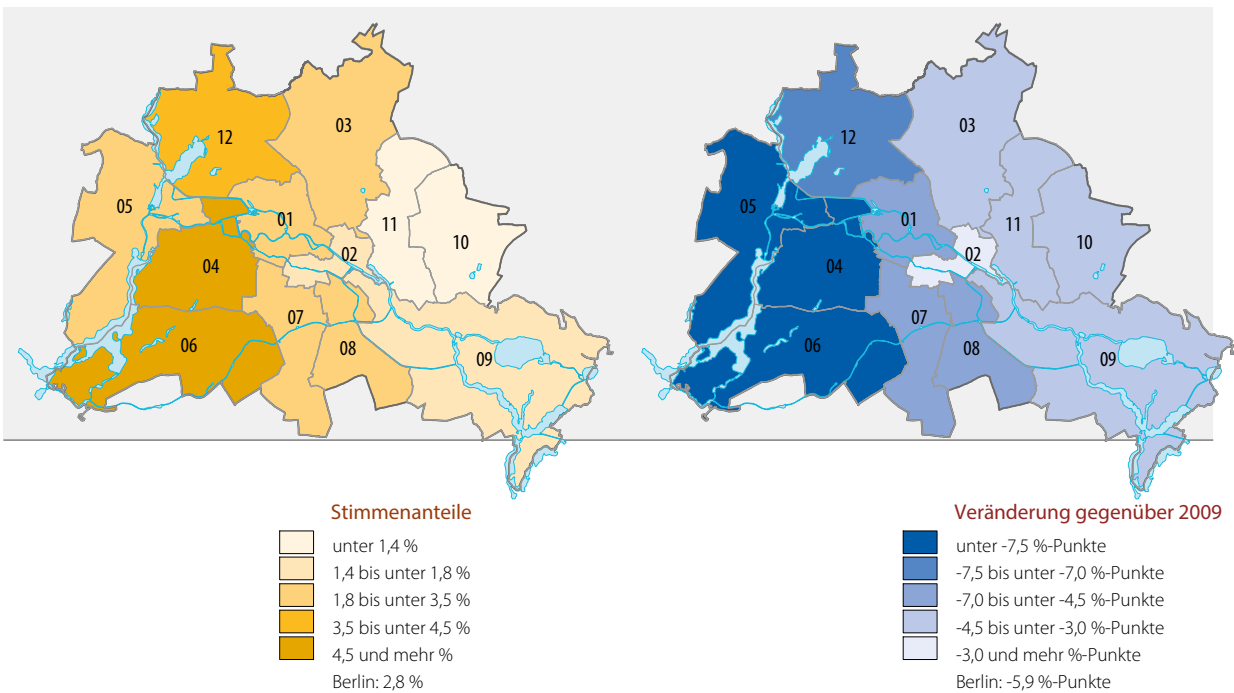 12
03
05
01
11
02
10
04
07
06
08
09
12
03
05
01
11
02
10
04
07
06
08
09
Stimmenanteile
unter 1,4 %
1,4 bis unter 1,8 %
1,8 bis unter 3,5 %
3,5 bis unter 4,5 %
4,5 und mehr %
Berlin: 2,8 %
Veränderung gegenüber 2009
unter -7,5 %-Punkte
-7,5 bis unter -7,0 %-Punkte
-7,0 bis unter -4,5 %-Punkte
-4,5 bis unter -3,0 %-Punkte
-3,0 und mehr %-Punkte
Berlin: -5,9 %-Punkte